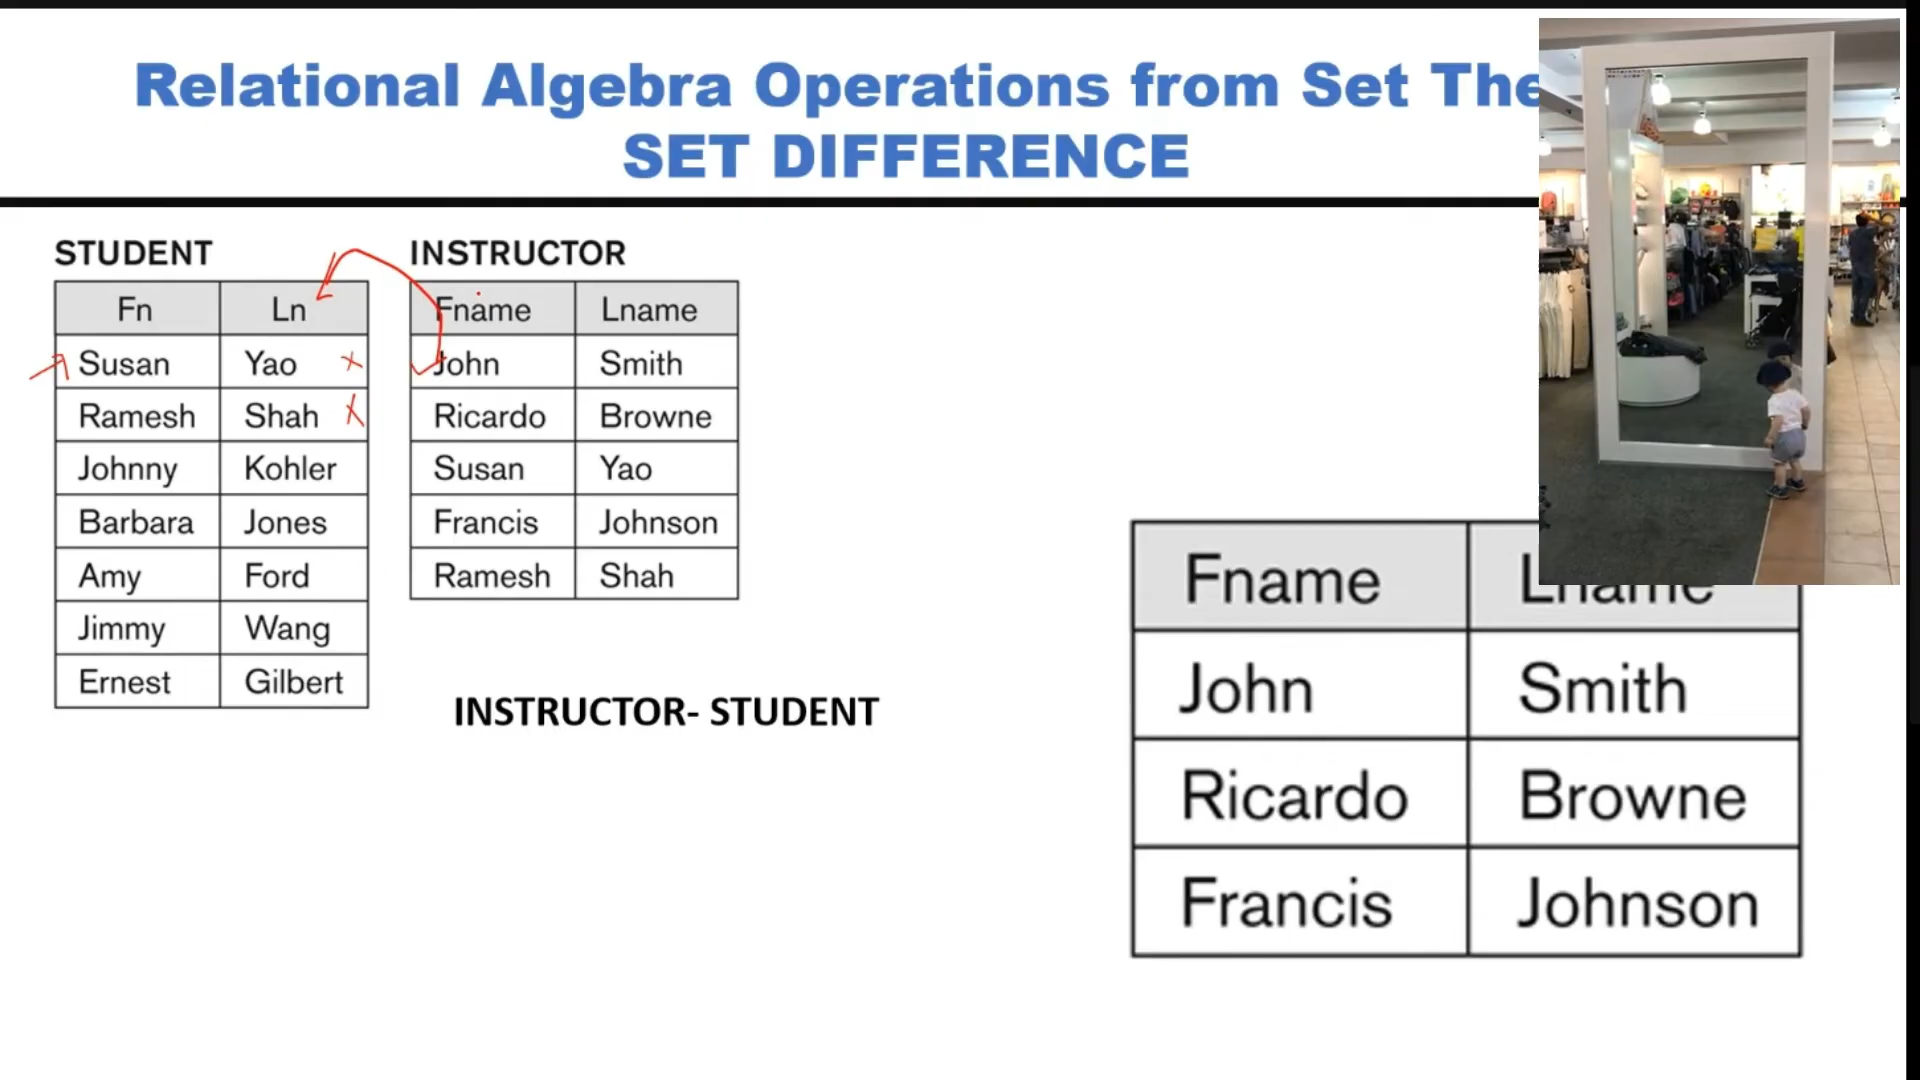 Relational Algebra Operations from Set The
SET DIFFERENCE
STUDENT
Fn Ln
Susan Yao
Ramesh Shah
Johnny Kohler
Barbara Jones
Amy Ford
Jimmy Wang
Ernest Gilbert
INSTRUCTOR
Fname Lname
John Smith
Ricardo Browne
Susan Yao
Francis Johnson
Ramesh Shah
INSTRUCTOR- STUDENT
Fname Lname
John Smith
Ricardo Browne
Francis Johnson